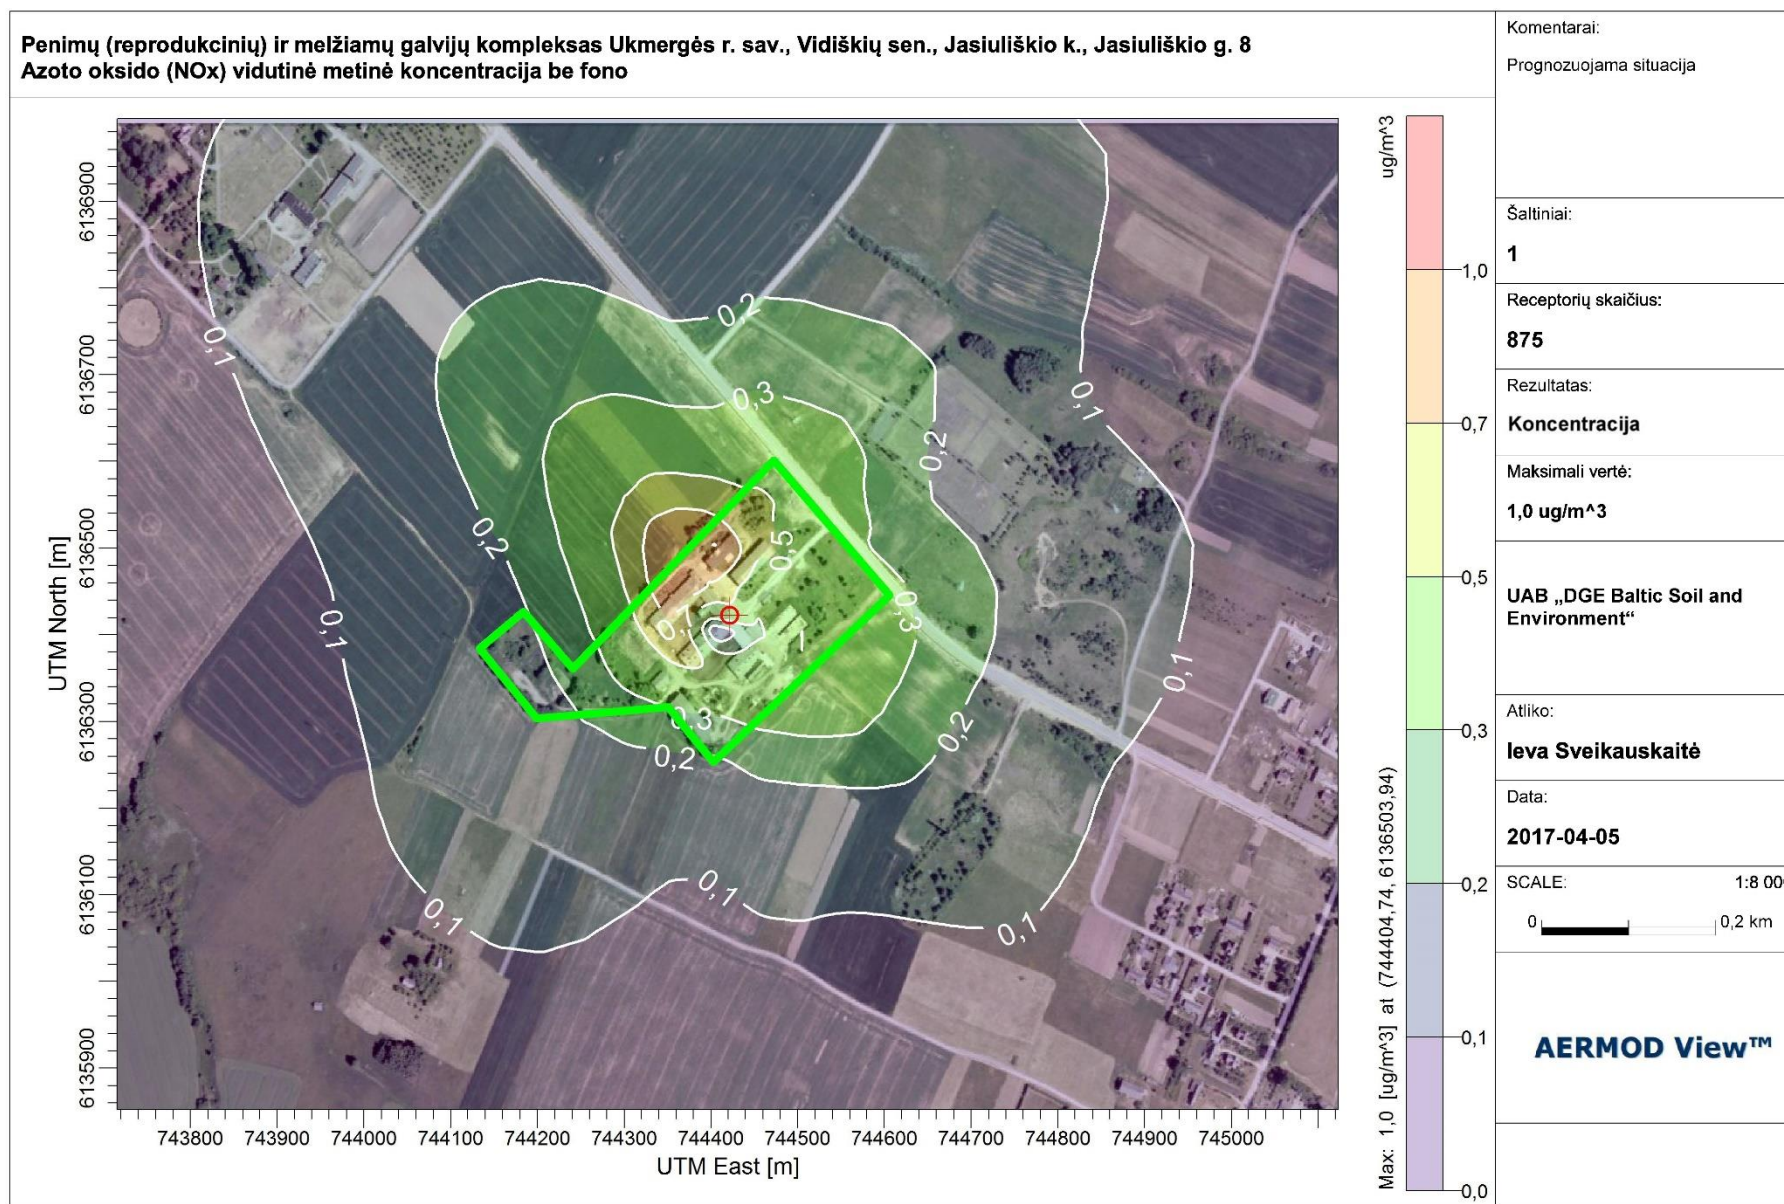 Penimų (reprodukcinių) ir melžiamų galvijų kompleksas Ukmergės r. sav., Vidiškių sen., Jasiuliškio k., Jasiuliškio g. 8
Azoto oksido (NOx) vidutinė metinė koncentracija be fono
Komentarai:
Prognozuojama situacija
Šaltiniai:
1
Receptorių skaičius:
875
Rezultatas:
Koncentracija
Maksimali vertė:
1,0 ug/m^3
UAB „DGE Baltic Soil and
Environment“
Atliko:
Ieva Sveikauskaitė
Data:
2017-04-05
SCALE:
0
0,2 km
AERMOD View™
ug/m^3
1,0
0,7
0,5
0,3
0,2
0,1
0,0
Max: 1,0 [ug/m^3] at (744404,74, 6136503,94)
UTM North [m]
6136900
6136700
6136500
6136300
6136100
6135900
743800 743900 744000 744100 744200 744300 744400 744500 744600 744700 744800 744900 745000
UTM East [m]
0,2
0,1
0,3
0,1
0,2
0,2
0,5
0,3
0,1
0,1
0,3
0,2
0,2
0,1
0,1
0,1